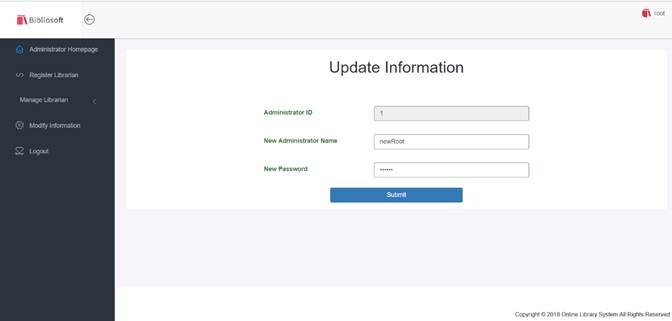 Bibliosoft
root
Administrator Homepage
Register Librarian
Manage Librarian
Modify Information
Logout
Update Information
Administrator ID
1
New Administrator Name
newRoot
New Password
••••••
Submit
Copyright © 2018 Online Library System All Rights Reserved.